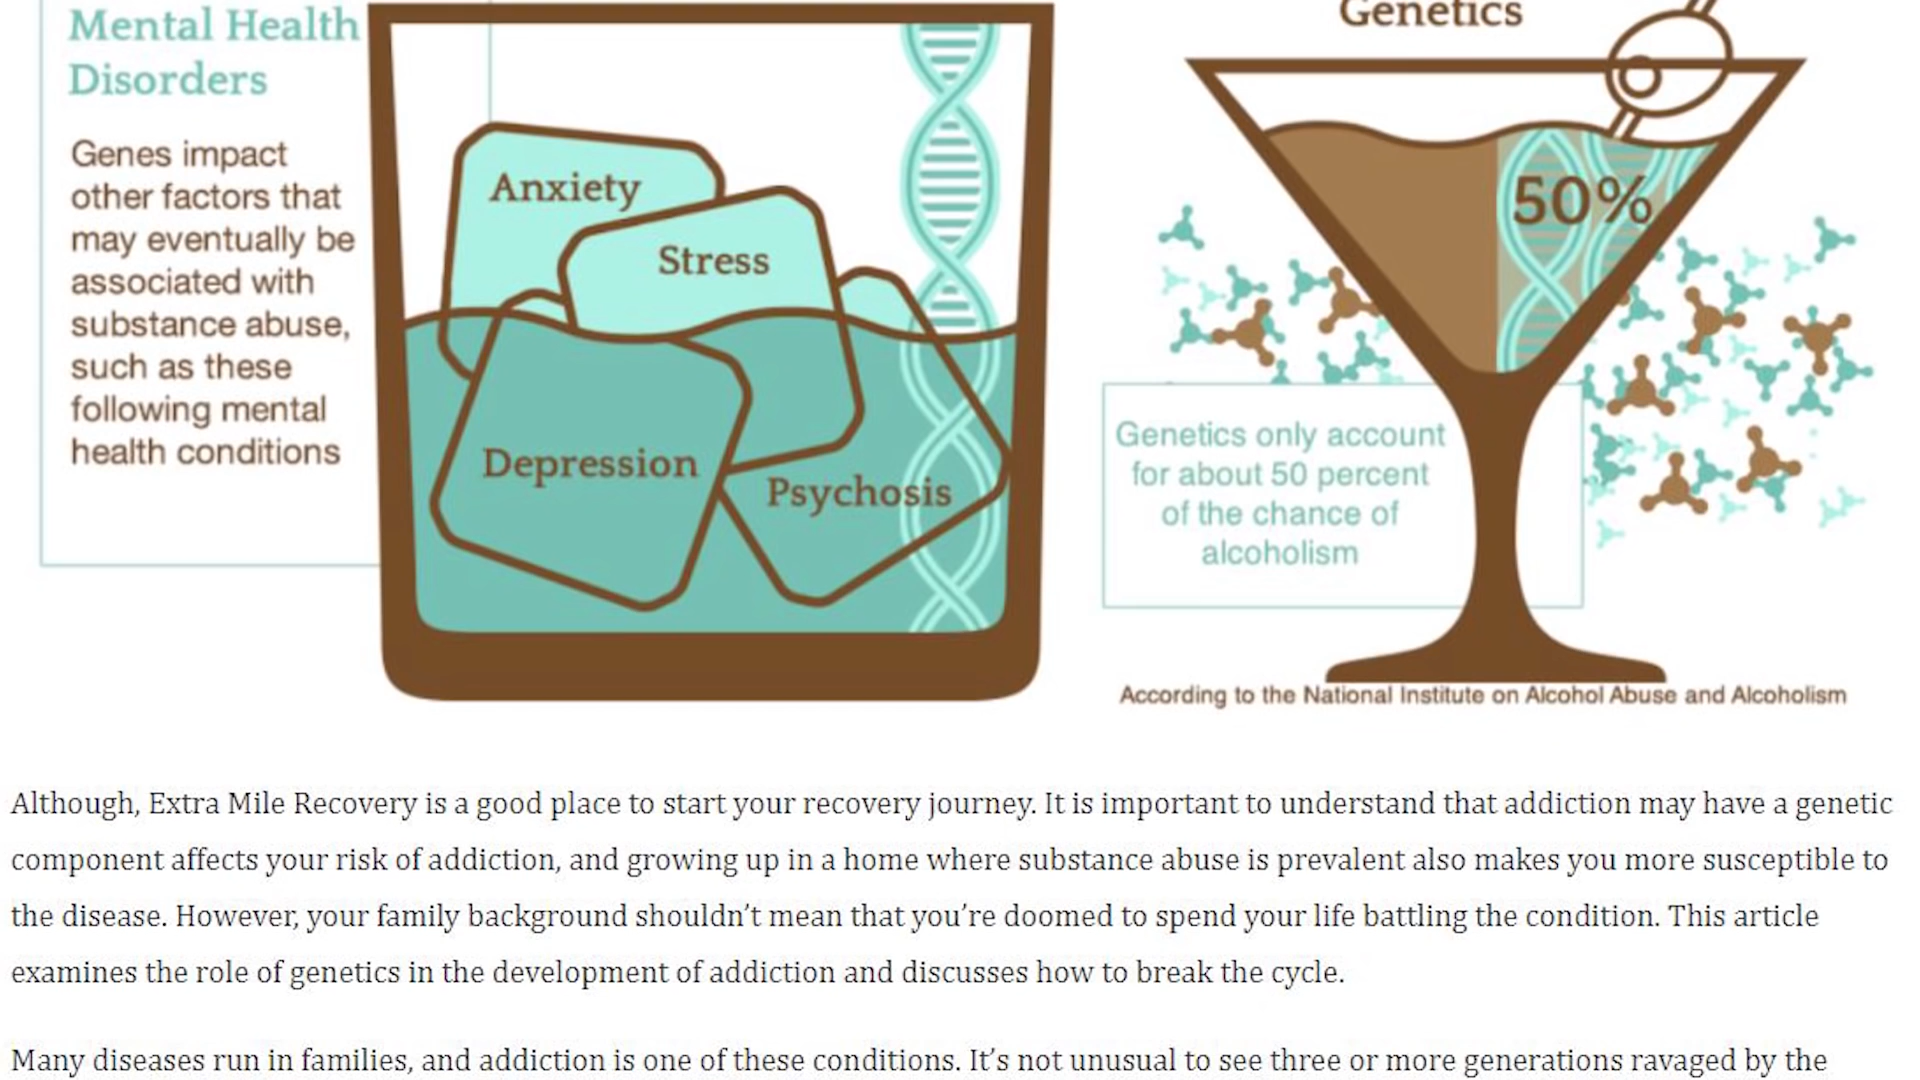 Mental Health
Disorders
Genes impact
other factors that
may eventually be
associated with
substance abuse,
such as these
following mental
health conditions
Anxiety
Stress
Depression
Psychosis
Genetics
50%
Genetics only account
for about 50 percent
of the chance of
alcoholism
According to the National Institute on Alcohol Abuse and Alcoholism
Although, Extra Mile Recovery is a good place to start your recovery journey. It is important to understand that addiction may have a genetic
component affects your risk of addiction, and growing up in a home where substance abuse is prevalent also makes you more susceptible to
the disease. However, your family background shouldn’t mean that you’re doomed to spend your life battling the condition. This article
examines the role of genetics in the development of addiction and discusses how to break the cycle.
Many diseases run in families, and addiction is one of these conditions. It’s not unusual to see three or more generations ravaged by the